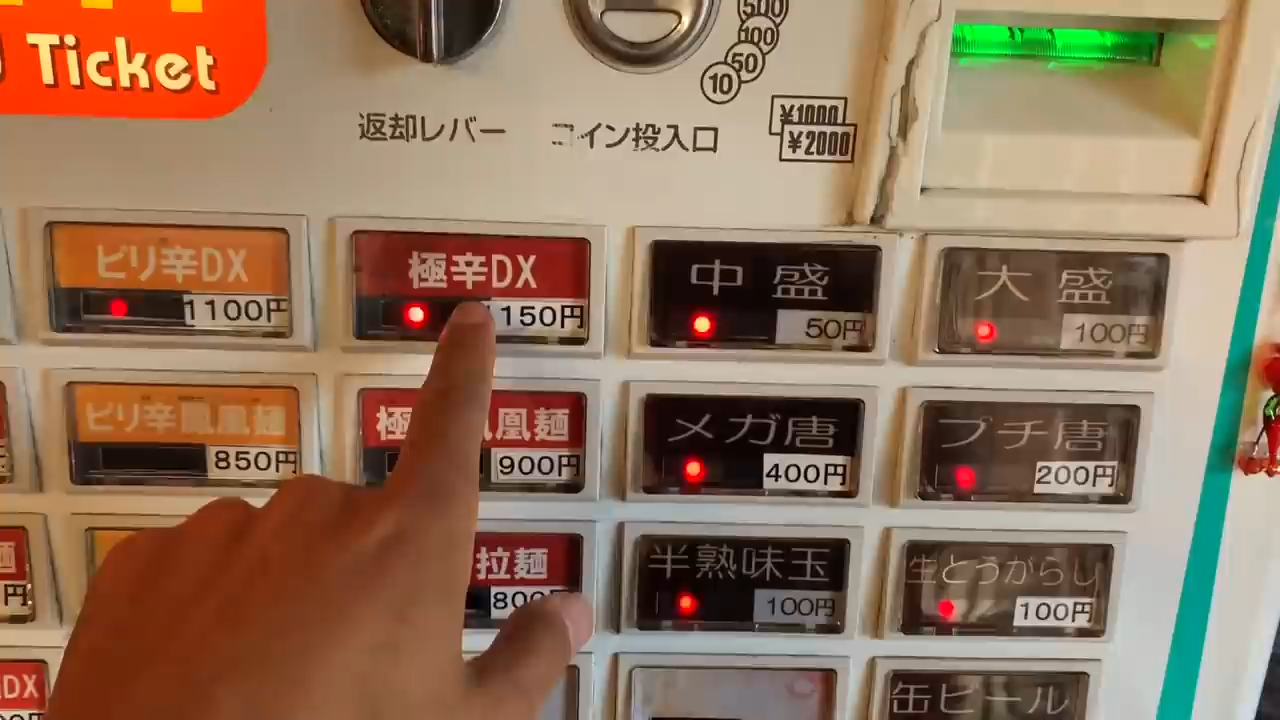 Ticket
500
100
50
10
返却レバー
コイン投入口
¥1000
¥2000
ピリ辛DX
1100円
極辛DX
1150円
中盛
50円
大盛
100円
ピリ辛鳳凰麺
850円
極 凰麺
900円
メガ唐
400円
プチ唐
200円
麺
円
拉麺
800
半熟味玉
100円
生とうがらし
100円
DX
缶ビール